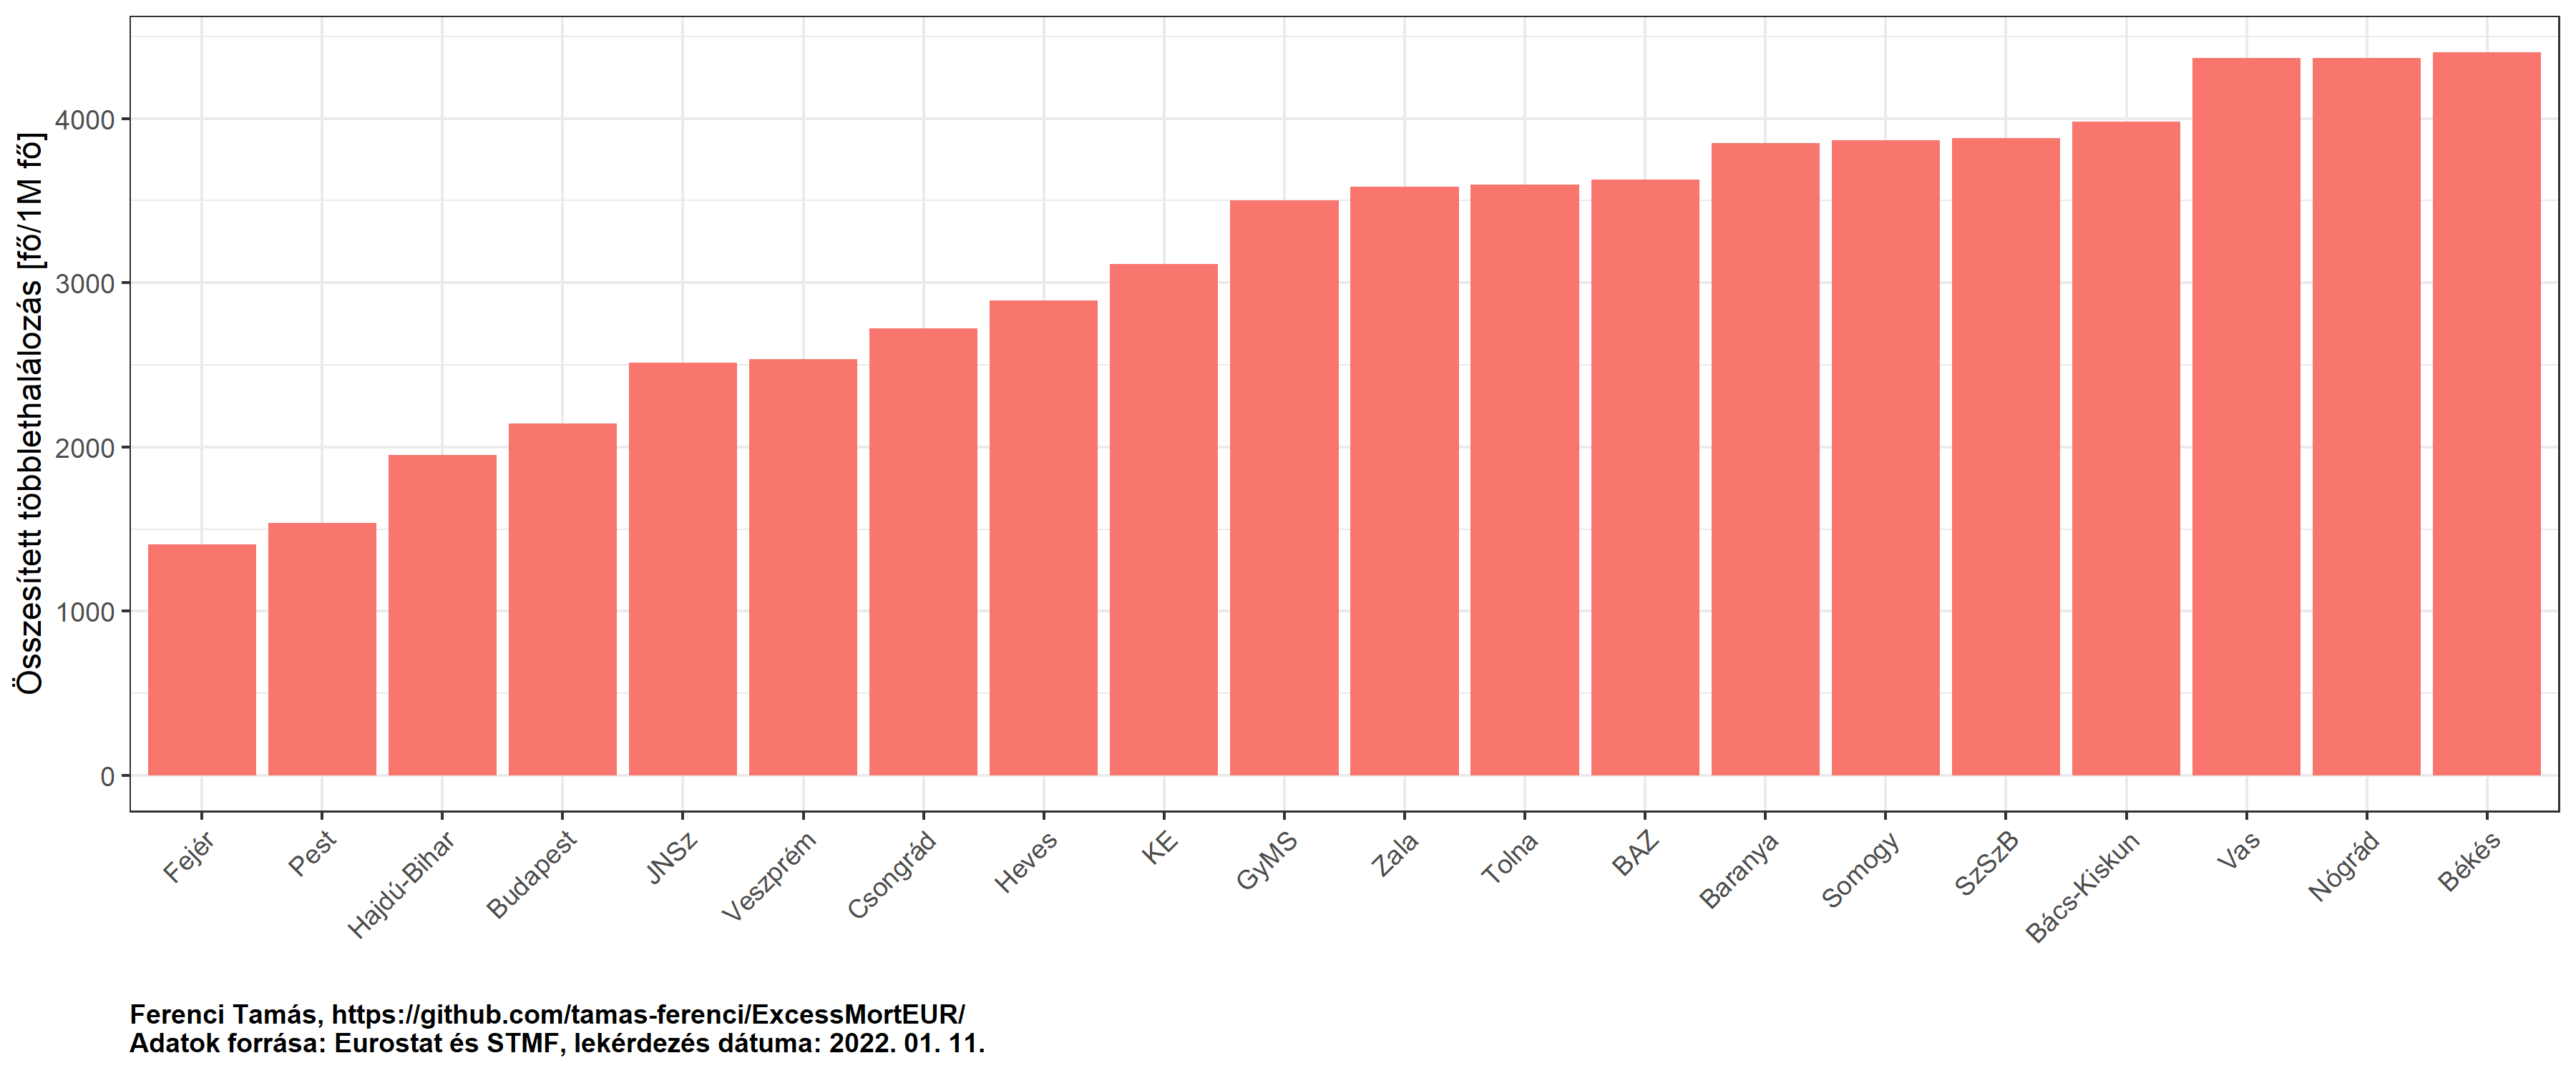 Összesített többlethalálozás [fő/1M fő]
4000
3000
2000
1000
0
Fejér
Pest
Hajdú-Bihar
Budapest
JNSz
Veszprém
Csongrád
Heves
KE
GyMS
Zala
Tolna
BAZ
Baranya
Somogy
SzSzB
Bács-Kiskun
Vas
Nógrád
Békés
Ferenci Tamás, https://github.com/tamas-ferenci/ExcessMortEUR/
Adatok forrása: Eurostat és STMF, lekérdezés dátuma: 2022. 01. 11.